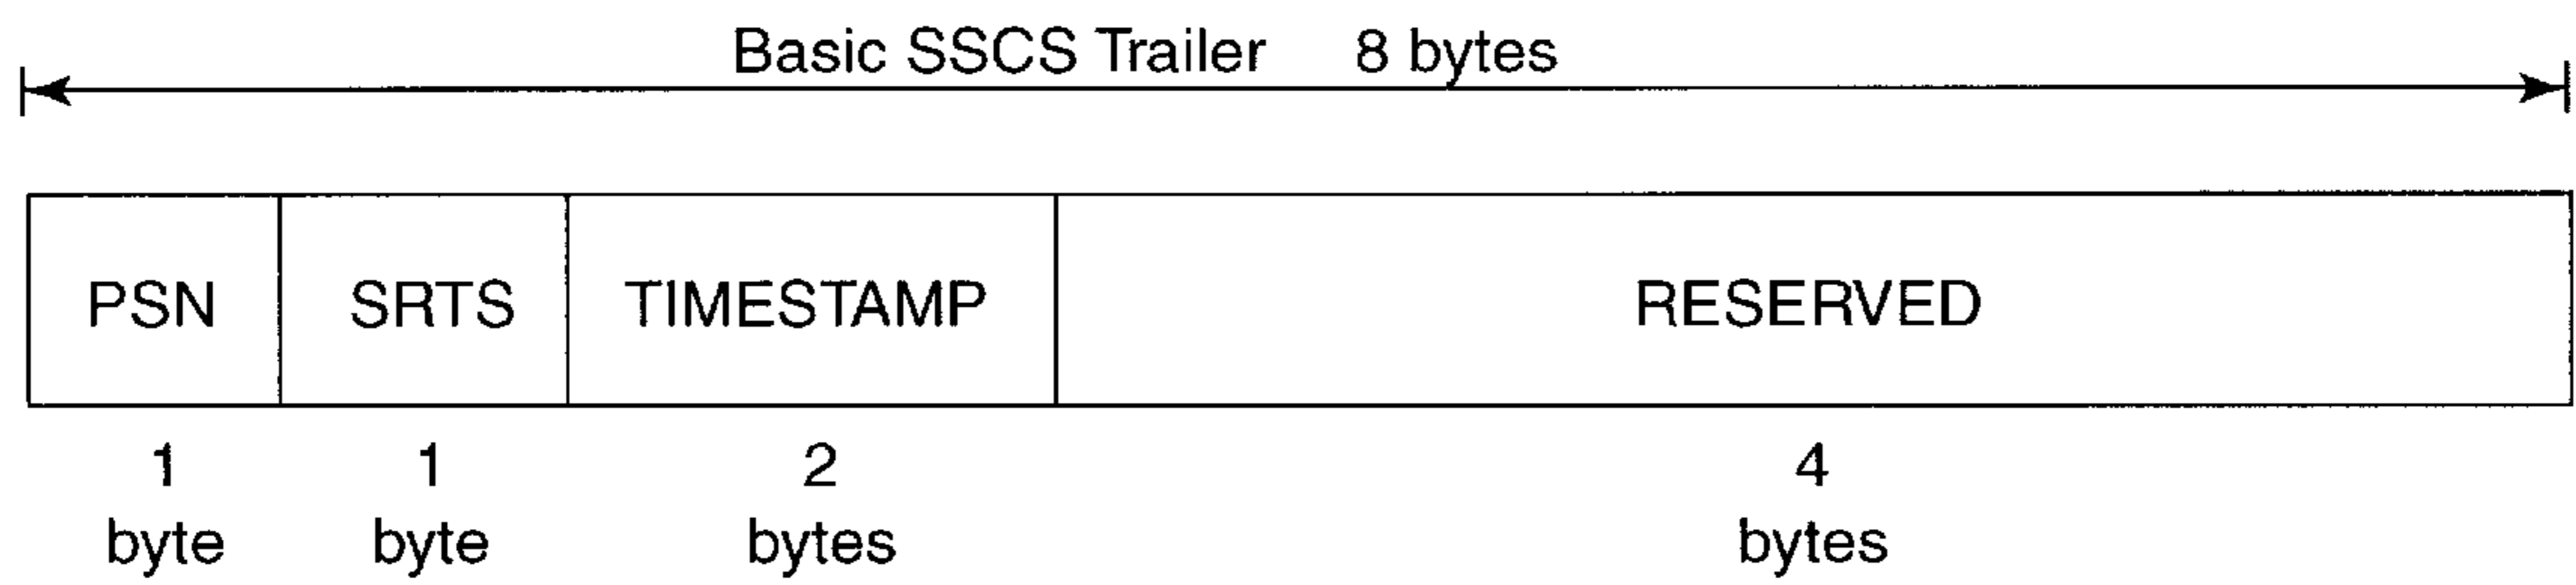 Basic SSCS Trailer 8 bytes
PSN SRTS TIMESTAMP RESERVED
1 1 2 4
byte byte bytes bytes